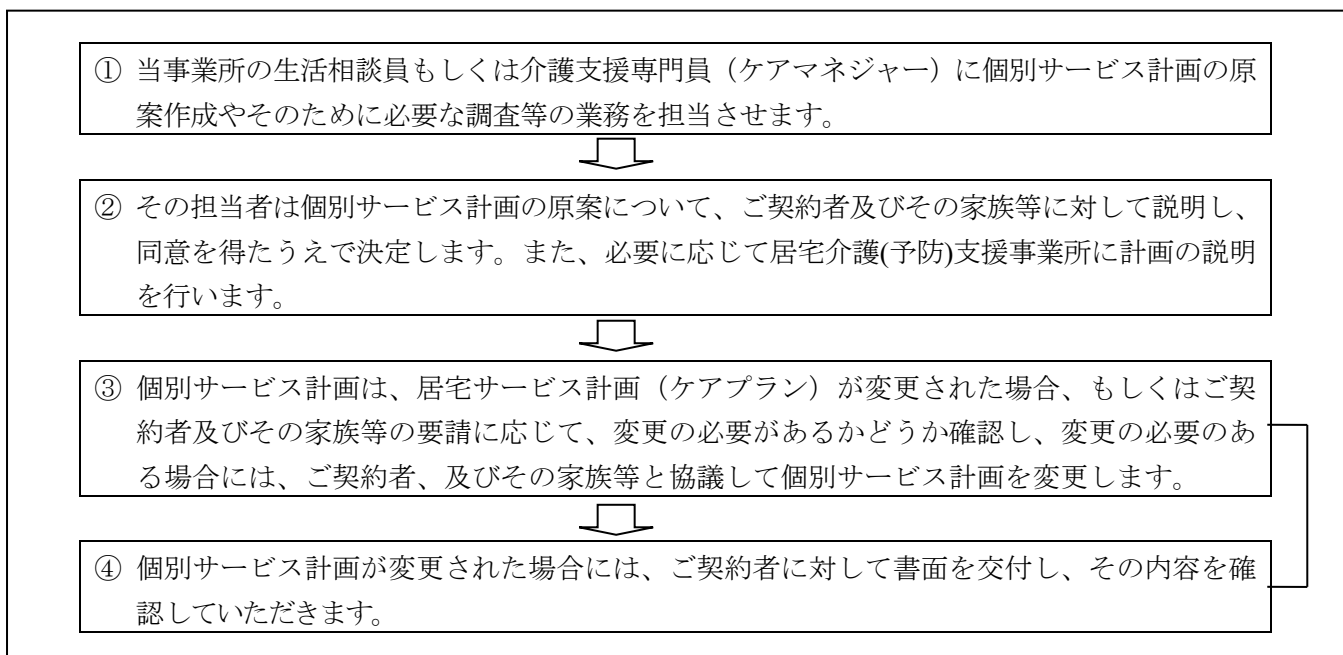 ① 当事業所の生活相談員もしくは介護支援専門員（ケアマネジャー）に個別サービス計画の原
案作成やそのために必要な調査等の業務を担当させます。
② その担当者は個別サービス計画の原案について、ご契約者及びその家族等に対して説明し、
同意を得たうえで決定します。また、必要に応じて居宅介護(予防)支援事業所に計画の説明
を行います。
③ 個別サービス計画は、居宅サービス計画（ケアプラン）が変更された場合、もしくはご契
約者及びその家族等の要請に応じて、変更の必要があるかどうか確認し、変更の必要のあ
る場合には、ご契約者、及びその家族等と協議して個別サービス計画を変更します。
④ 個別サービス計画が変更された場合には、ご契約者に対して書面を交付し、その内容を確
認していただきます。